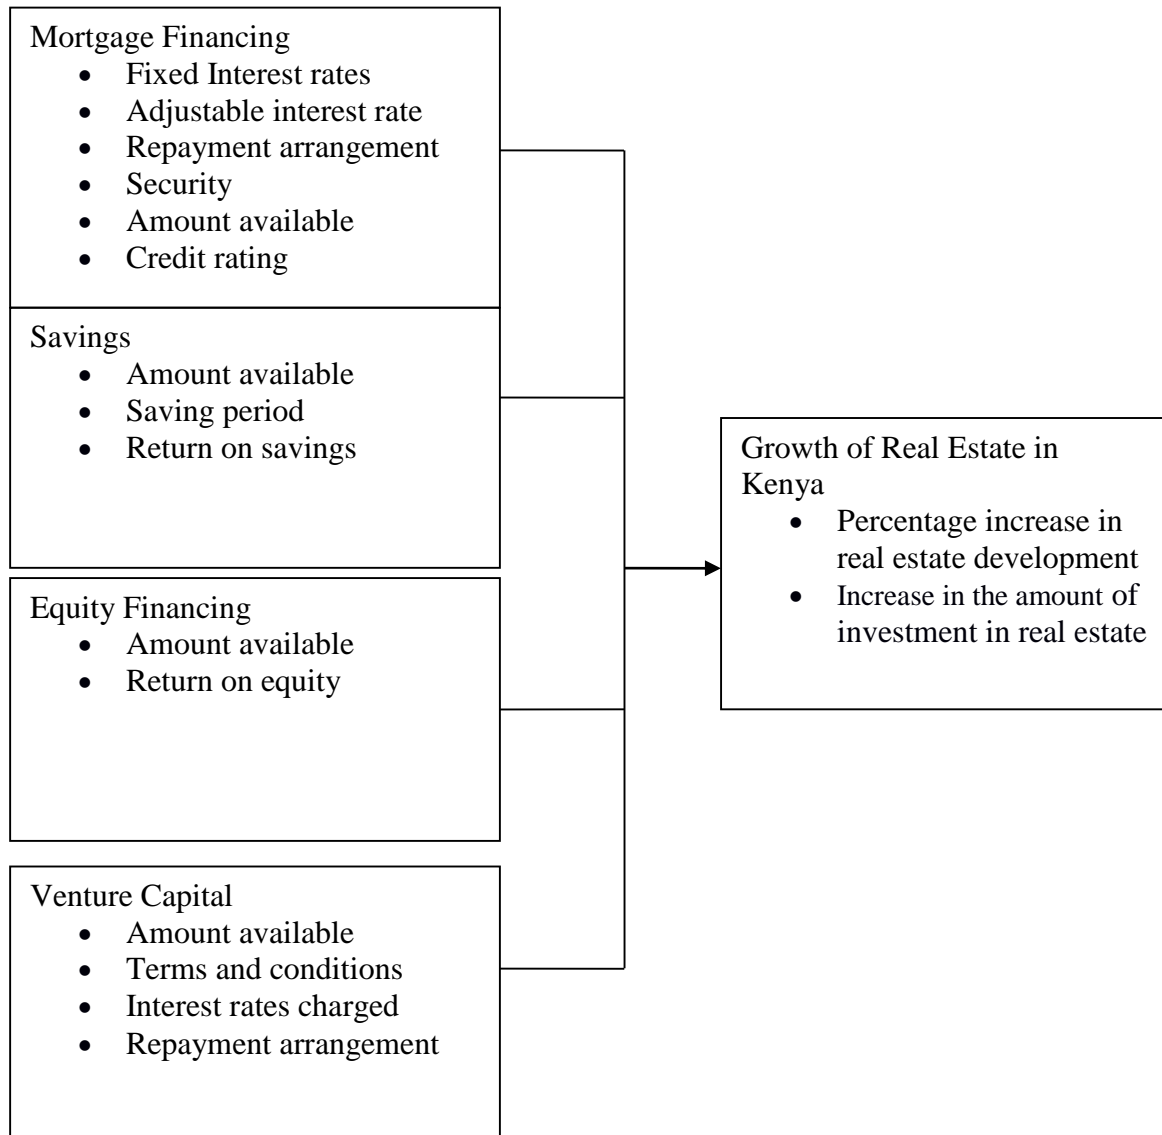 Mortgage Financing
• Fixed Interest rates
• Adjustable interest rate
• Repayment arrangement
• Security
• Amount available
• Credit rating
Savings
• Amount available
• Saving period
• Return on savings
Equity Financing
• Amount available
• Return on equity
Venture Capital
• Amount available
• Terms and conditions
• Interest rates charged
• Repayment arrangement
Growth of Real Estate in
Kenya
• Percentage increase in
real estate development
• Increase in the amount of
investment in real estate